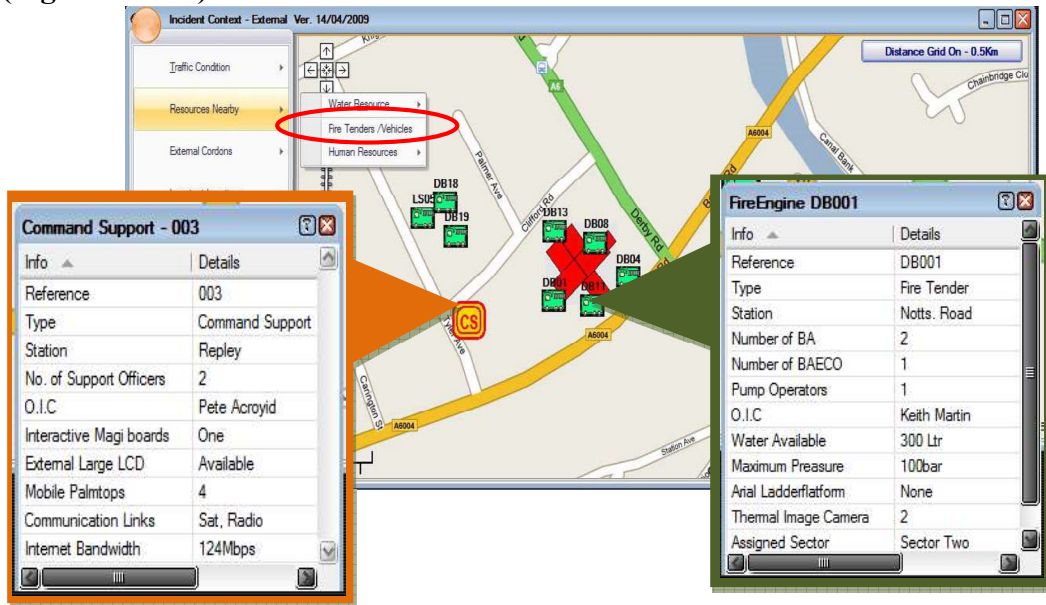 Incident Context - External Ver. 14/04/2009
Traffic Condition
Resources Nearby
External Cordons
Water Resource
Fire Tenders /Vehicles
Human Resources
Distance Grid On - 0.5Km
Chainbridge Clu
A6
A6004
Canal Bank
Palmer Ave
Clifford Rd
Derby Rd
DB18
LS05
DB19
DB13
DB08
DB04
DB01
DB11
CS
Tyler Ave
A6004
Carington St
A6004
Station Ave
Command Support - 003
Info Details
Reference 003
Type Command Support
Station Repley
No. of Support Officers 2
O.I.C Pete Acroyid
Interactive Magi boards One
External Large LCD Available
Mobile Palmtops 4
Communication Links Sat, Radio
Internet Bandwidth 124Mbps
FireEngine DB001
Info Details
Reference DB001
Type Fire Tender
Station Notts. Road
Number of BA 2
Number of BAECO 1
Pump Operators 1
O.I.C Keith Martin
Water Available 300 Ltr
Maximum Preasure 100bar
Arial Ladderflatform None
Thermal Image Camera 2
Assigned Sector Sector Two